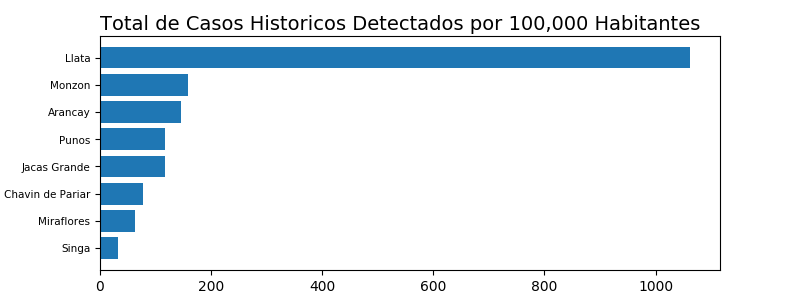 Total de Casos Historicos Detectados por 100,000 Habitantes
Llata
Monzon
Arancay
Punos
Jacas Grande
Chavin de Pariar
Miraflores
Singa
0 200 400 600 800 1000